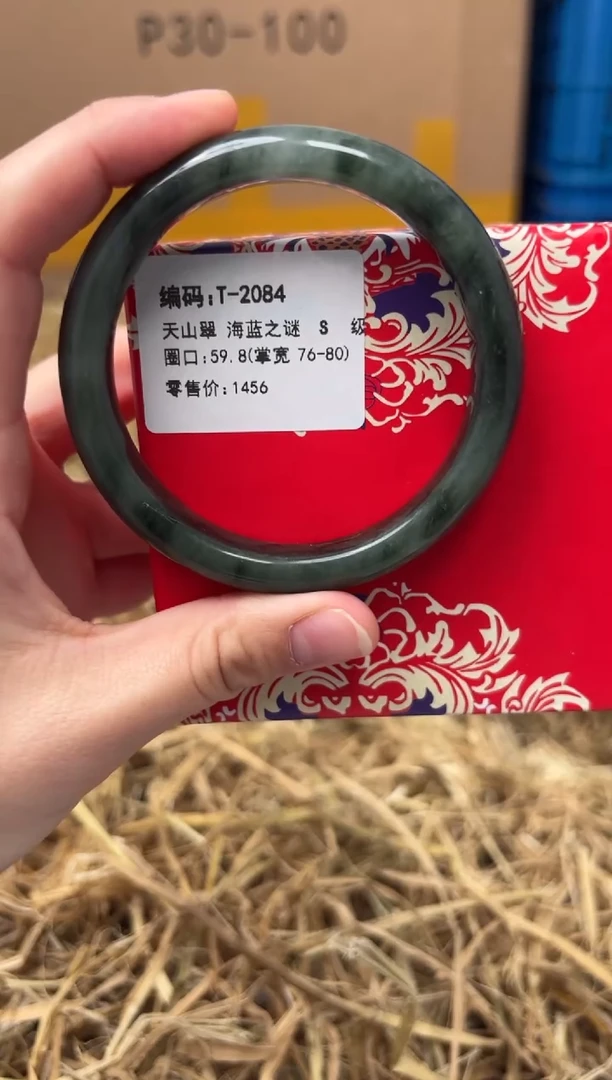 P30-100
编码:T-2084
天山翠 海蓝之谜 S 级
圈口:59.8(掌宽 76-80)
零售价:1456